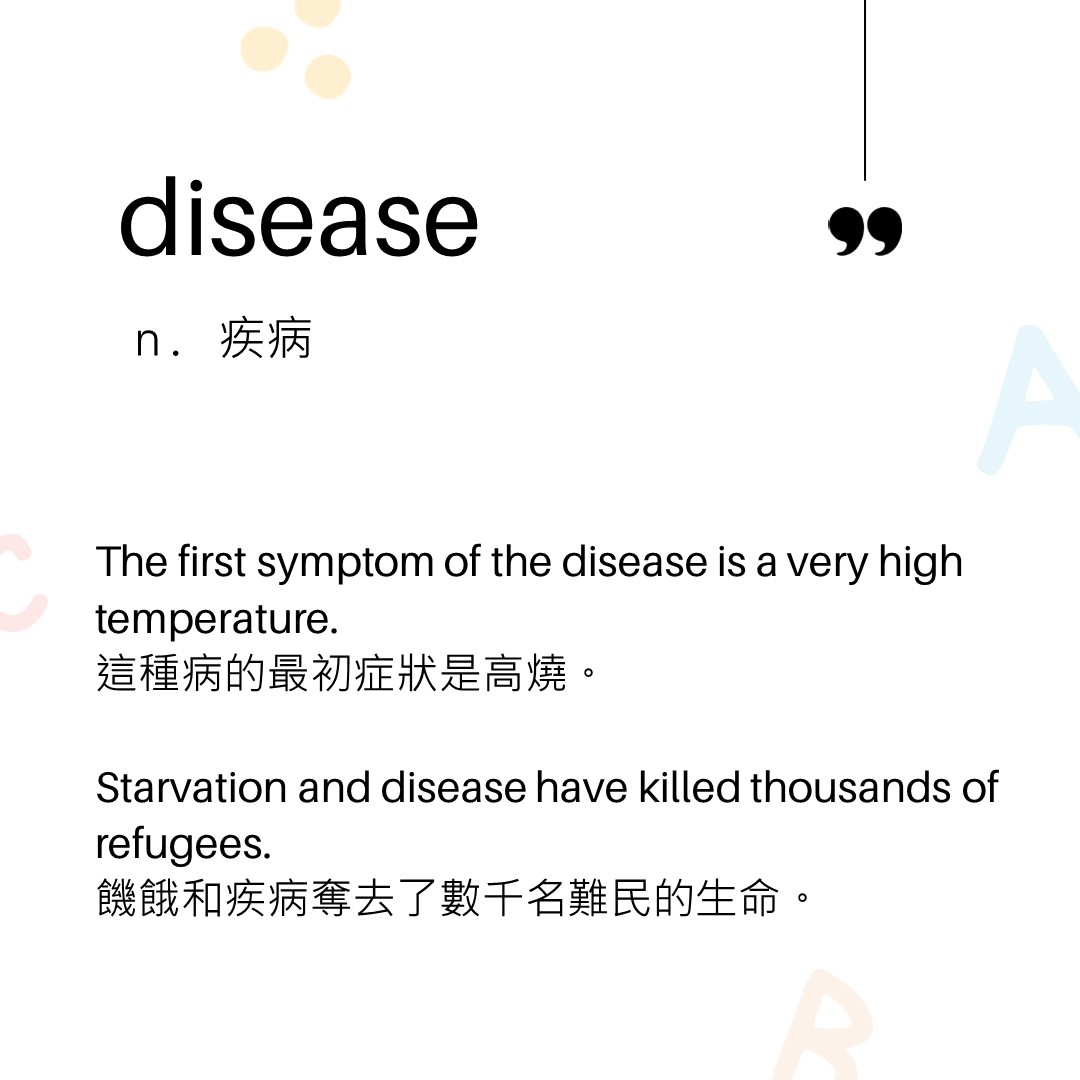 disease
”
n. 疾病
The first symptom of the disease is a very high
temperature.
這種病的最初症狀是高燒。
Starvation and disease have killed thousands of
refugees.
饑餓和疾病奪去了數千名難民的生命。
A
C
B